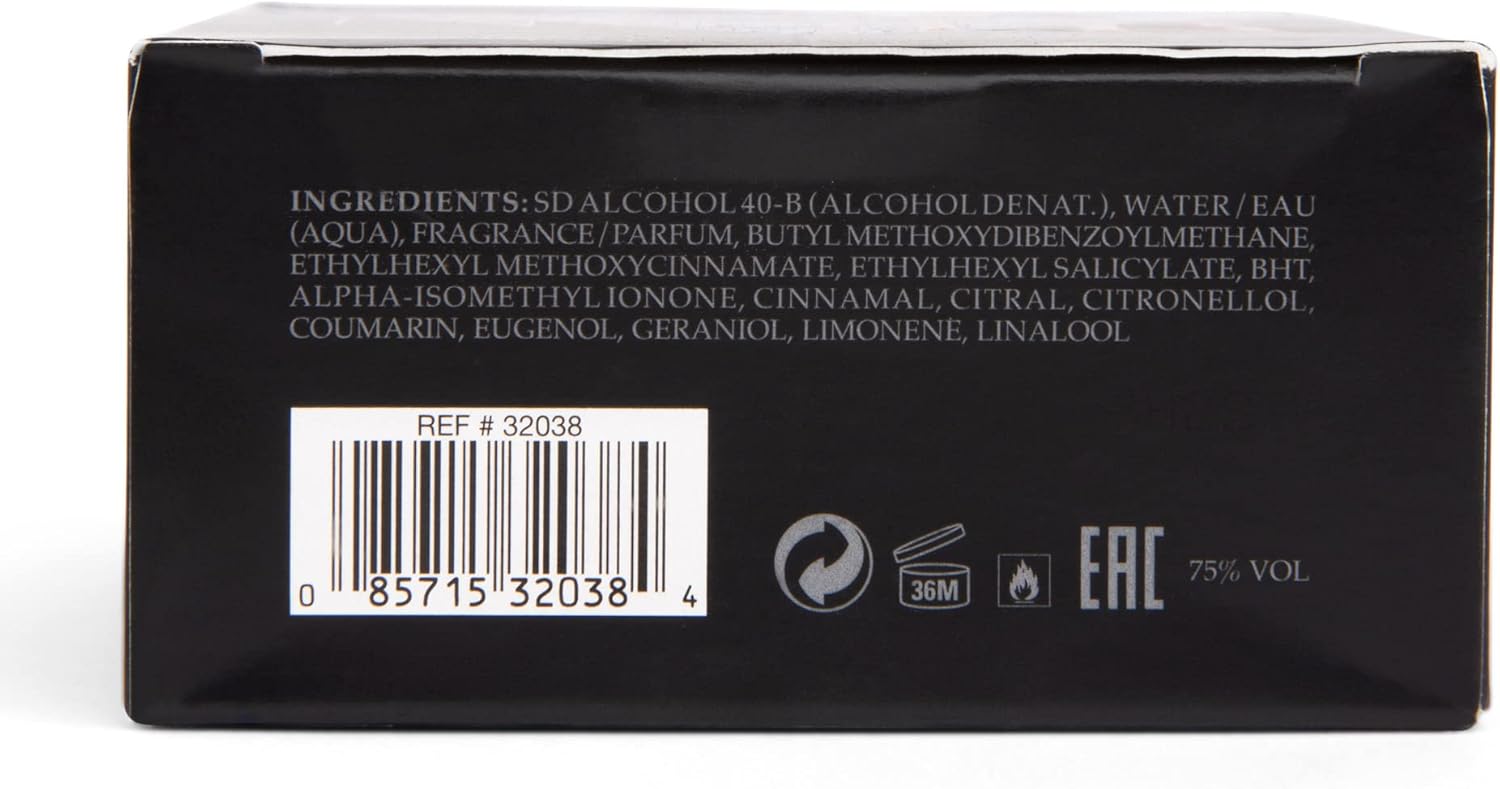 INGREDIENTS: SD ALCOHOL 40-B (ALCOHOL DENAT.), WATER/EAU
(AQUA), FRAGRANCE/PARFUM, BUTYL METHOXYDIBENZOYLMETHANE,
ETHYLHEXYL METHOXYCINNAMATE, ETHYLHEXYL SALICYLATE, BHT,
ALPHA-ISOMETHYL IONONE, CINNAMAL, CITRAL, CITRONELLOL,
COUMARIN, EUGENOL, GERANIOL, LIMONENE, LINALOOL
REF # 32038
0 85715 32038 4
36M
EAC
75% VOL